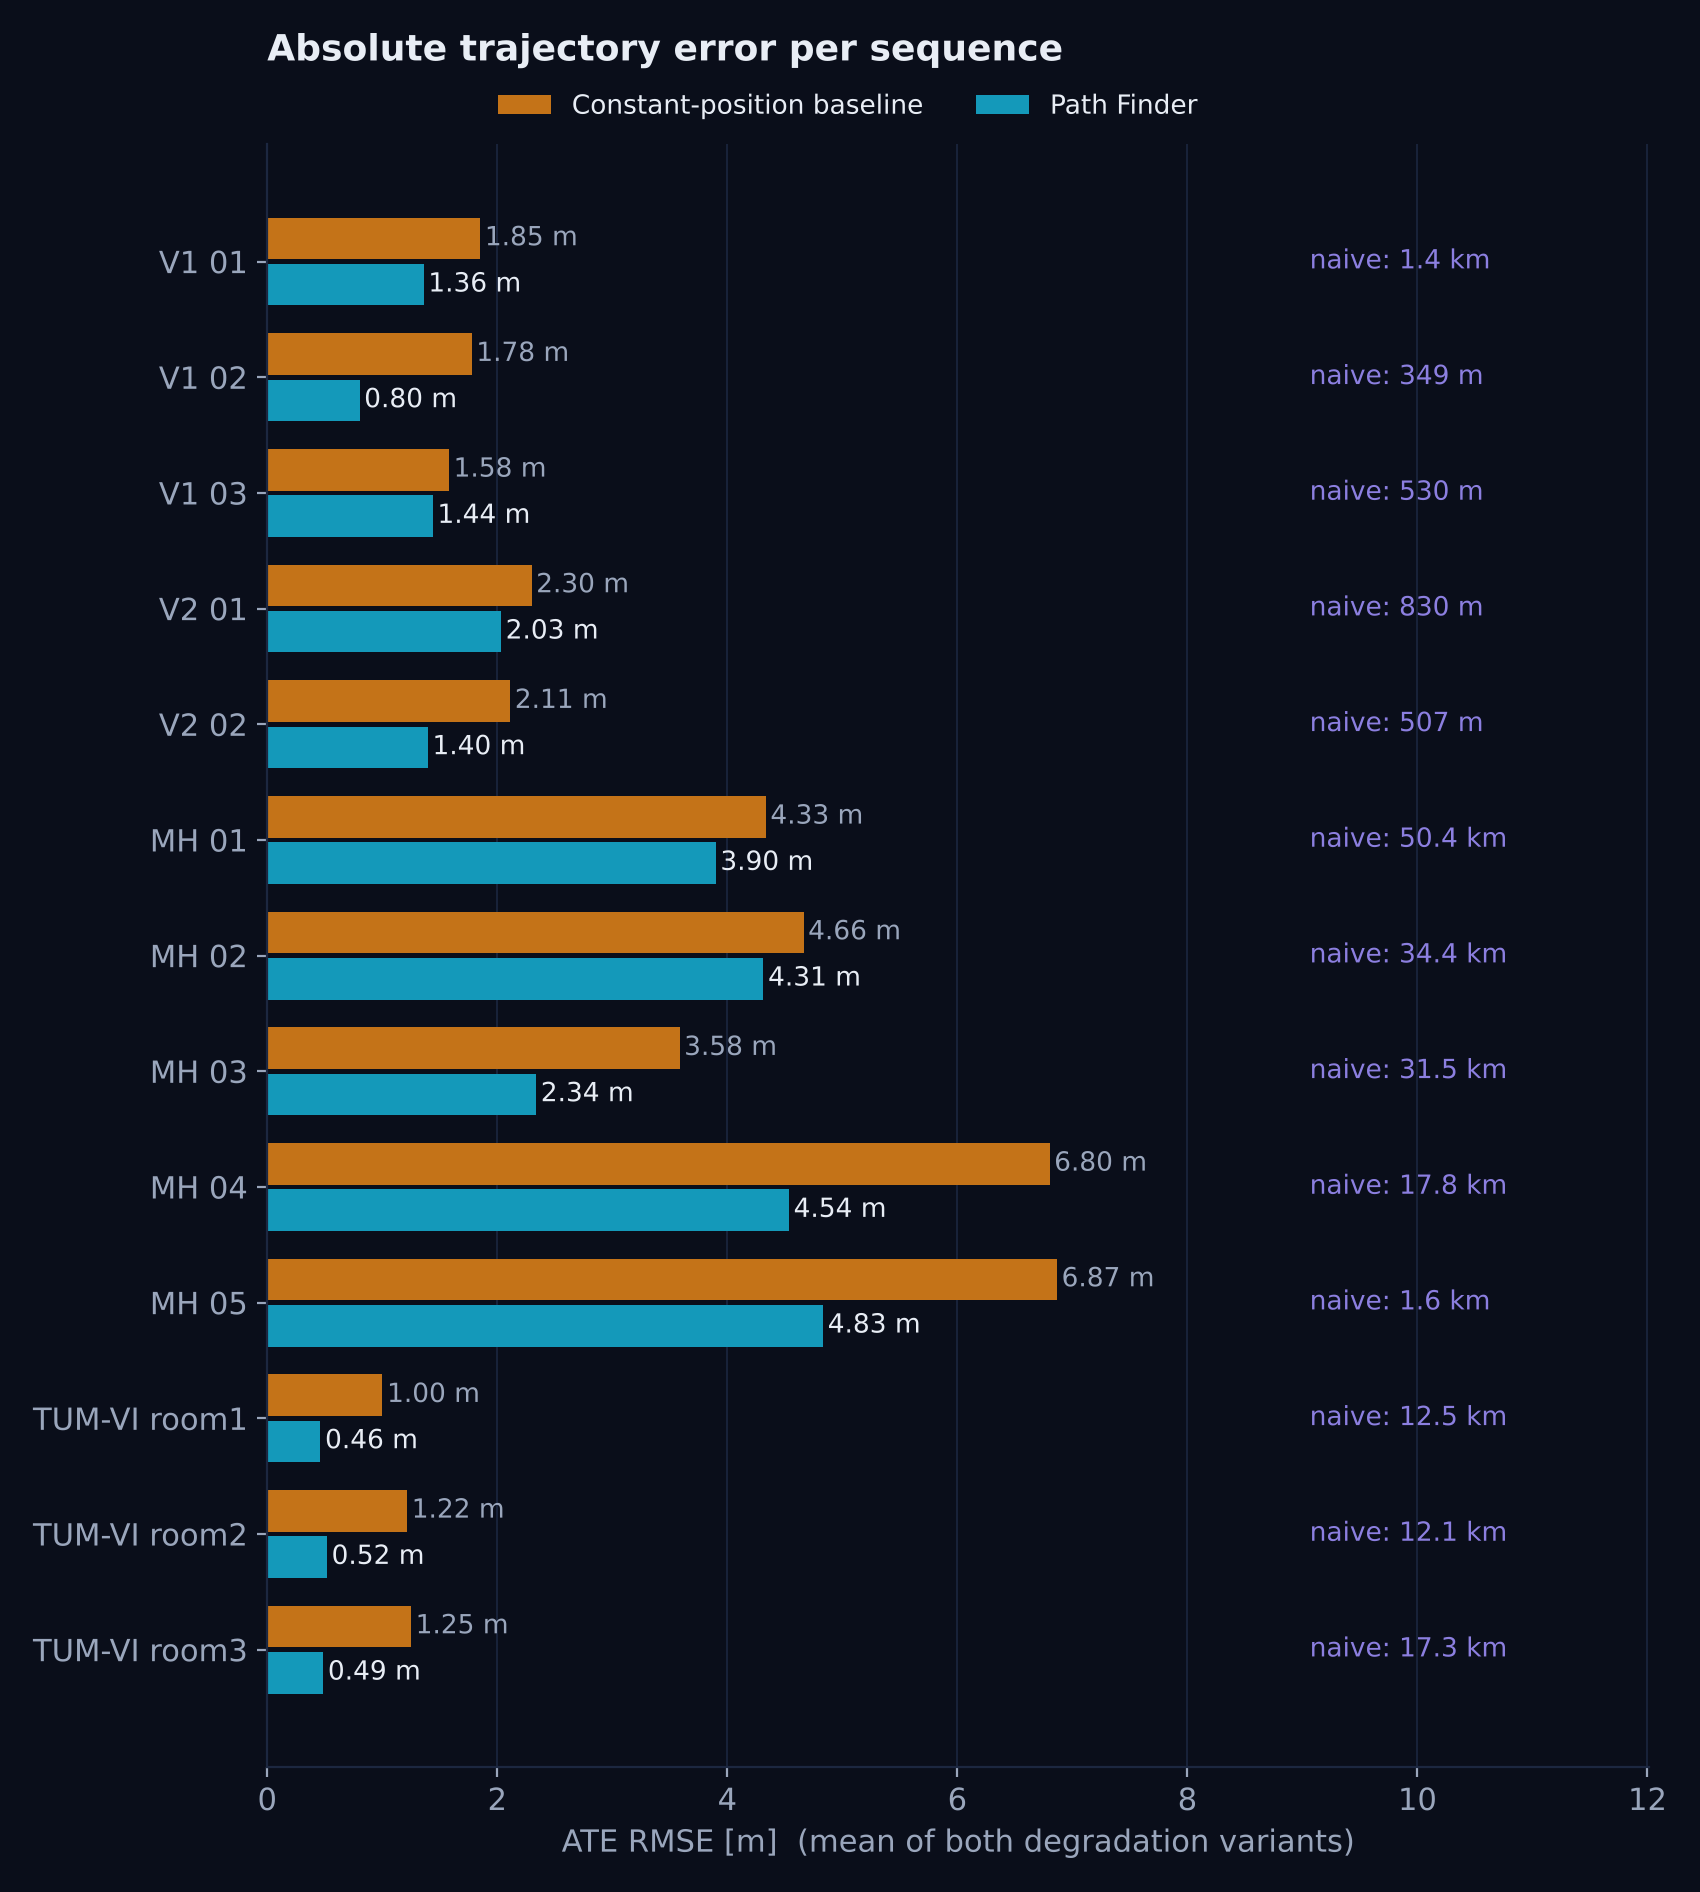 Absolute trajectory error per sequence
Constant-position baseline Path Finder
1.85 m
V1 01 naive: 1.4 km
1.36 m
1.78 m
V1 02 naive: 349 m
0.80 m
1.58 m
V1 03 naive: 530 m
1.44 m
2.30 m
V2 01 naive: 830 m
2.03 m
2.11 m
V2 02 naive: 507 m
1.40 m
4.33 m
MH 01 naive: 50.4 km
3.90 m
4.66 m
MH 02 naive: 34.4 km
4.31 m
3.58 m
MH 03 naive: 31.5 km
2.34 m
6.80 m
MH 04 naive: 17.8 km
4.54 m
6.87 m
MH 05 naive: 1.6 km
4.83 m
1.00 m
TUM-VI room1 naive: 12.5 km
0.46 m
1.22 m
TUM-VI room2 naive: 12.1 km
0.52 m
1.25 m
TUM-VI room3 naive: 17.3 km
0.49 m
0 2 4 6 8 10 12
ATE RMSE [m] (mean of both degradation variants)